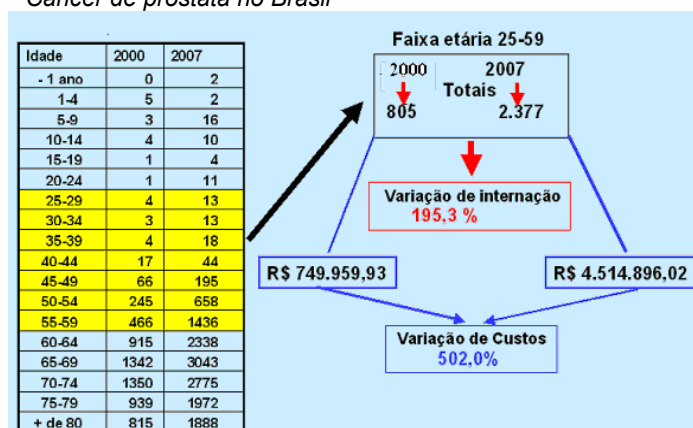 Câncer de próstata no Brasil
Idade 2000 2007
- 1 ano 0 2
1-4 5 2
5-9 3 16
10-14 4 10
15-19 1 4
20-24 1 11
25-29 4 13
30-34 3 13
35-39 4 18
40-44 17 44
45-49 66 195
50-54 245 658
55-59 466 1436
60-64 915 2338
65-69 1342 3043
70-74 1350 2775
75-79 939 1972
+ de 80 815 1888
Faixa etária 25-59
2000 2007
Totais
805 2.377
Variação de internação
195,3 %
R$ 749.959,93 R$ 4.514.896,02
Variação de Custos
502,0%